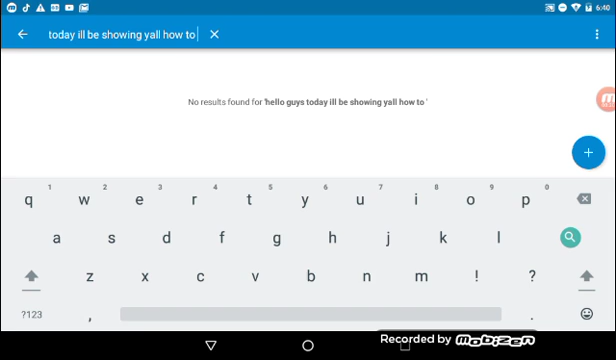 6:40
today ill be showing yall how to
No results found for 'hello guys today ill be showing yall how to '
1 2 3 4 5 6 7 8 9 0
q w e r t y u i o p
a s d f g h j k l
z x c v b n m ! ?
?123 , .
Recorded by mobizen